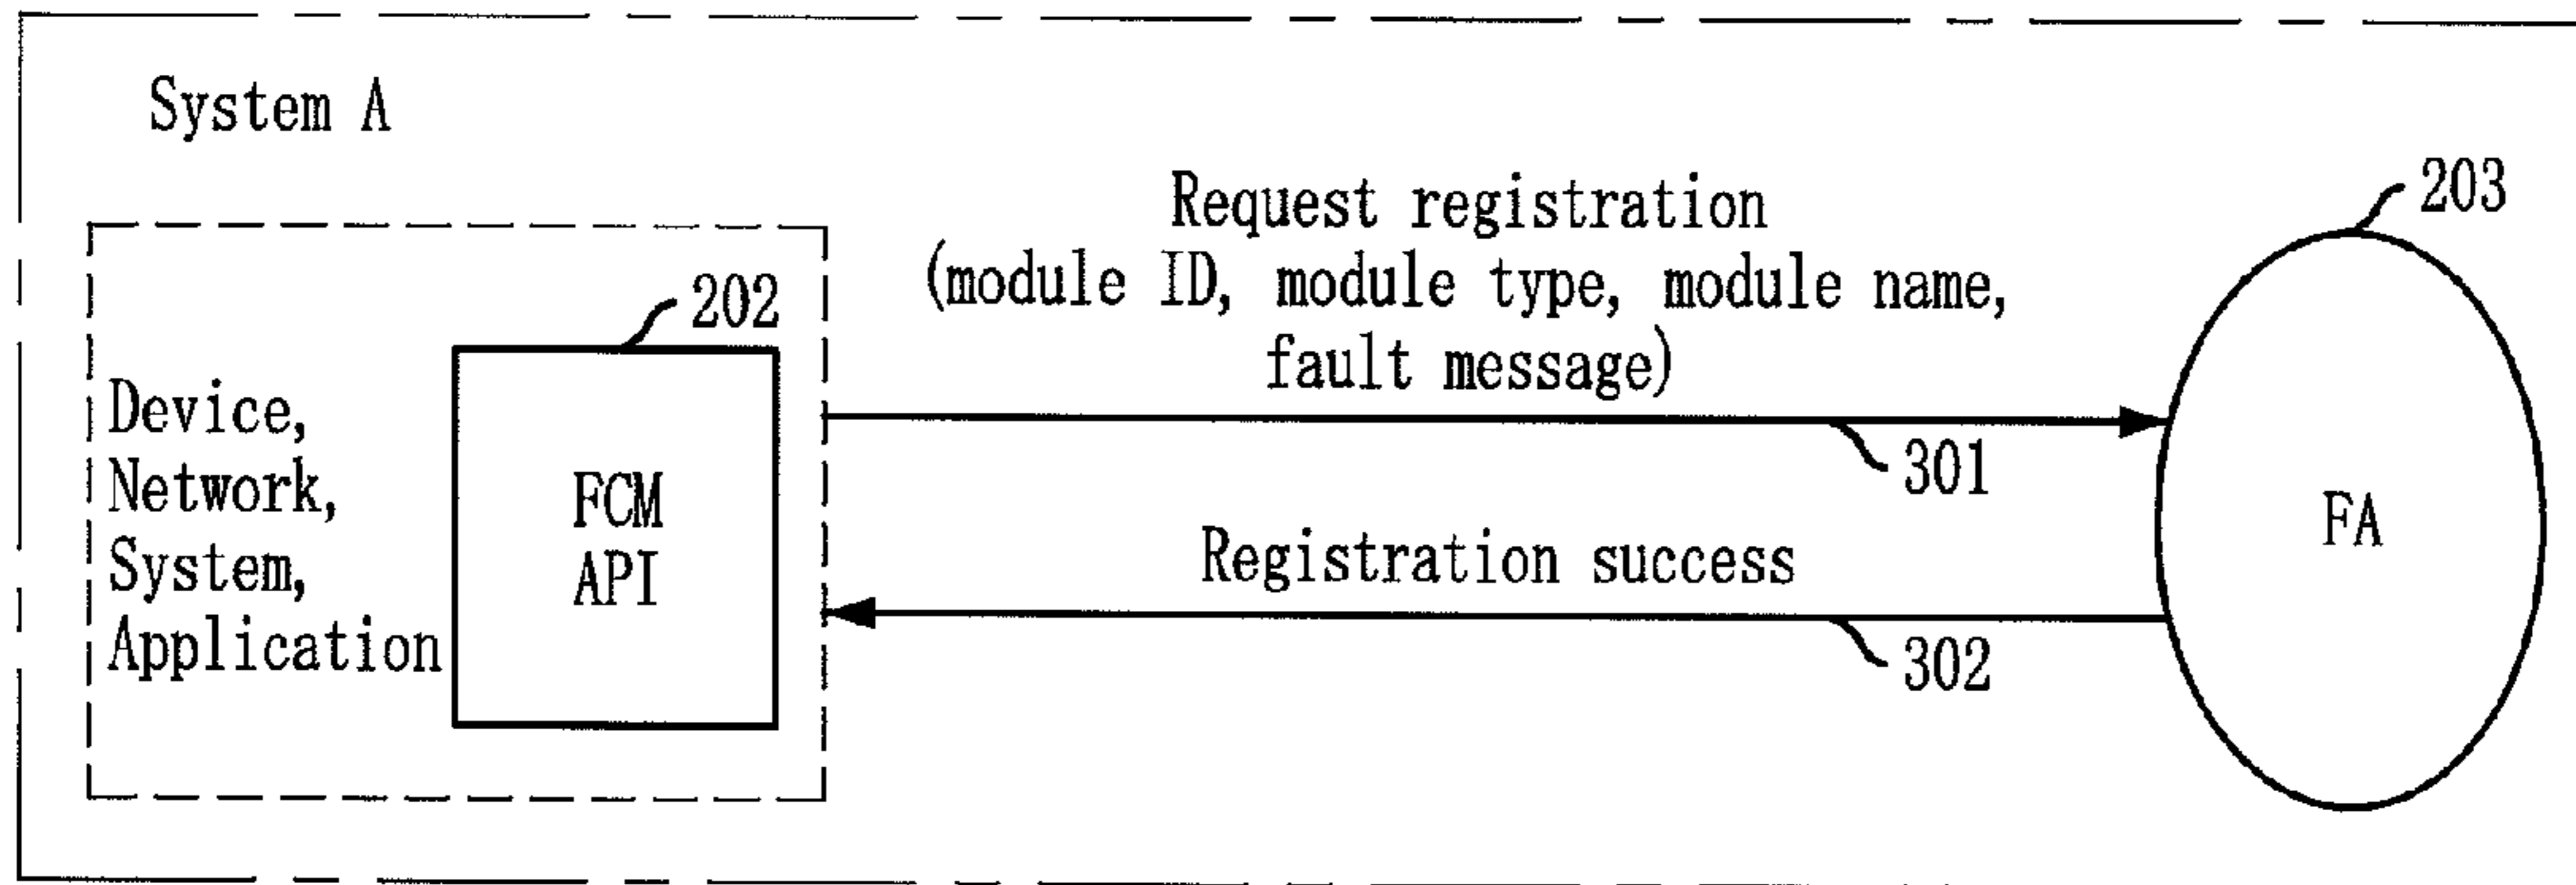 System A
Request registration
(module ID, module type, module name,
fault message)
203
202
Device,
Network,
System,
Application
FCM
API
301
FA
Registration success
302